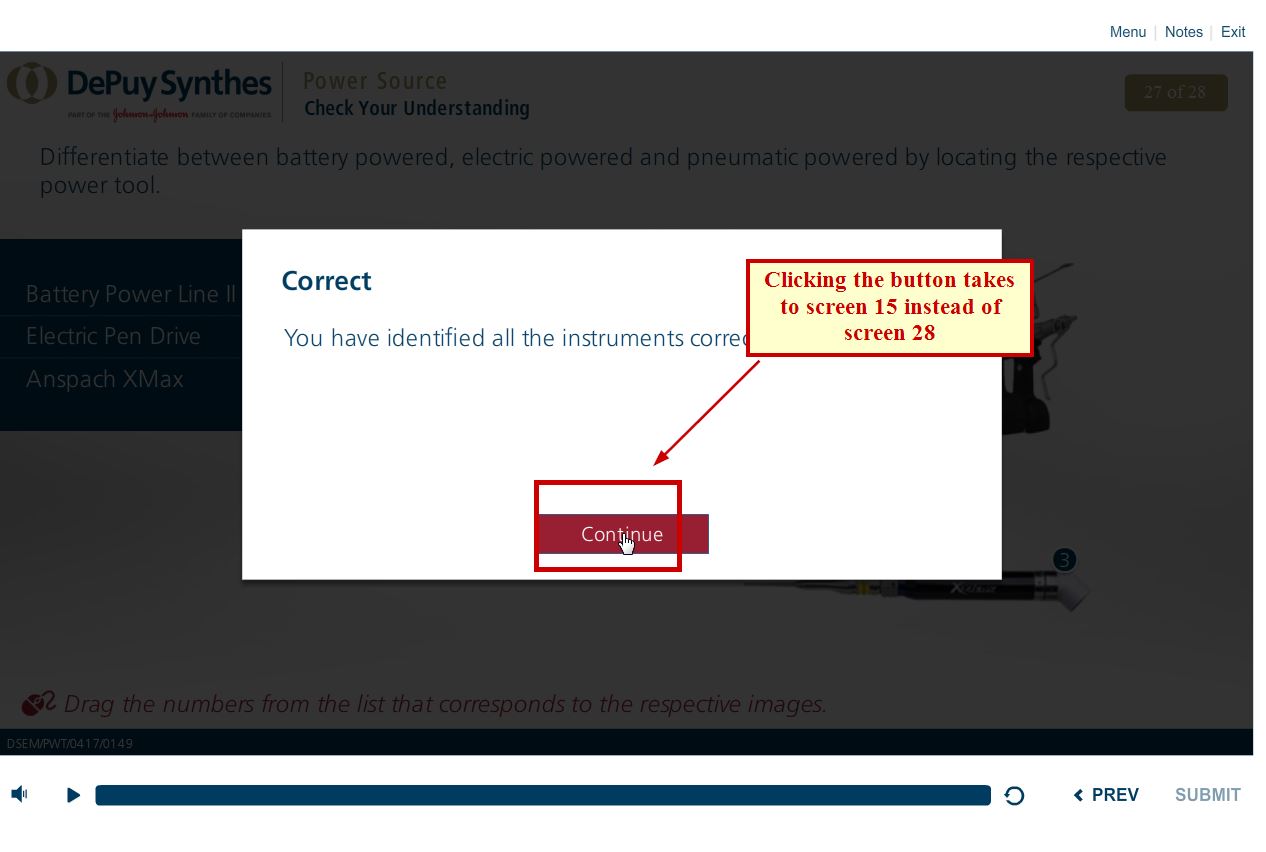 Menu | Notes | Exit
DePuy Synthes
PART OF THE Johnson & Johnson FAMILY OF COMPANIES
Power Source
Check Your Understanding
27 of 28
Differentiate between battery powered, electric powered and pneumatic powered by locating the respective
power tool.
Battery Power Line II
Electric Pen Drive
Anspach XMax
Correct
You have identified all the instruments
Clicking the button takes
to screen 15 instead of
screen 28
Continue
3
Drag the numbers from the list that corresponds to the respective images.
DSEM/PWT/0417/0149
PREV
SUBMIT